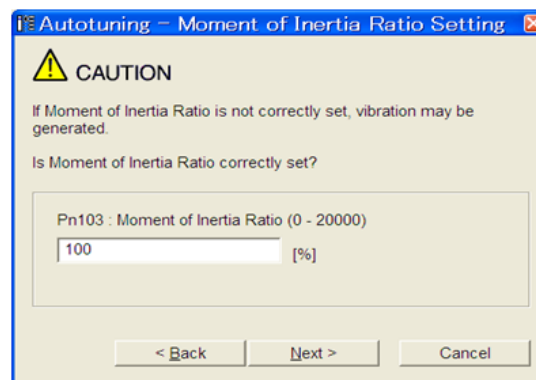 Autotuning - Moment of Inertia Ratio Setting
CAUTION
If Moment of Inertia Ratio is not correctly set, vibration may be
generated.
Is Moment of Inertia Ratio correctly set?
Pn103 : Moment of Inertia Ratio (0 - 20000)
100
[%]
< Back
Next >
Cancel